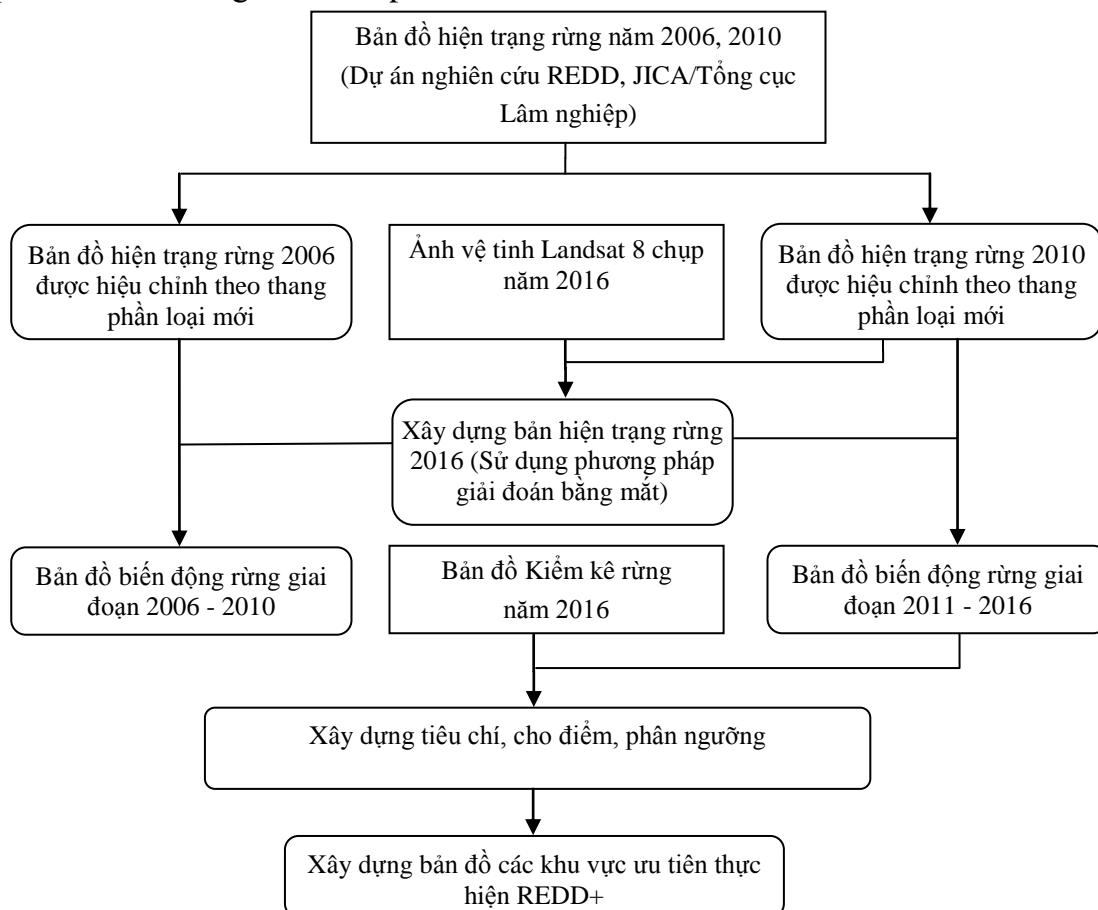 Bản đồ hiện trạng rừng năm 2006, 2010
(Dự án nghiên cứu REDD, JICA/Tổng cục
Lâm nghiệp)
Bản đồ hiện trạng rừng 2006
được hiệu chỉnh theo thang
phần loại mới
Ảnh vệ tinh Landsat 8 chụp
năm 2016
Bản đồ hiện trạng rừng 2010
được hiệu chỉnh theo thang
phần loại mới
Xây dựng bản hiện trạng rừng
2016 (Sử dụng phương pháp
giải đoán bằng mắt)
Bản đồ biến động rừng giai
đoạn 2006 - 2010
Bản đồ Kiểm kê rừng
năm 2016
Bản đồ biến động rừng giai
đoạn 2011 - 2016
Xây dựng tiêu chí, cho điểm, phân ngưỡng
Xây dựng bản đồ các khu vực ưu tiên thực
hiện REDD+